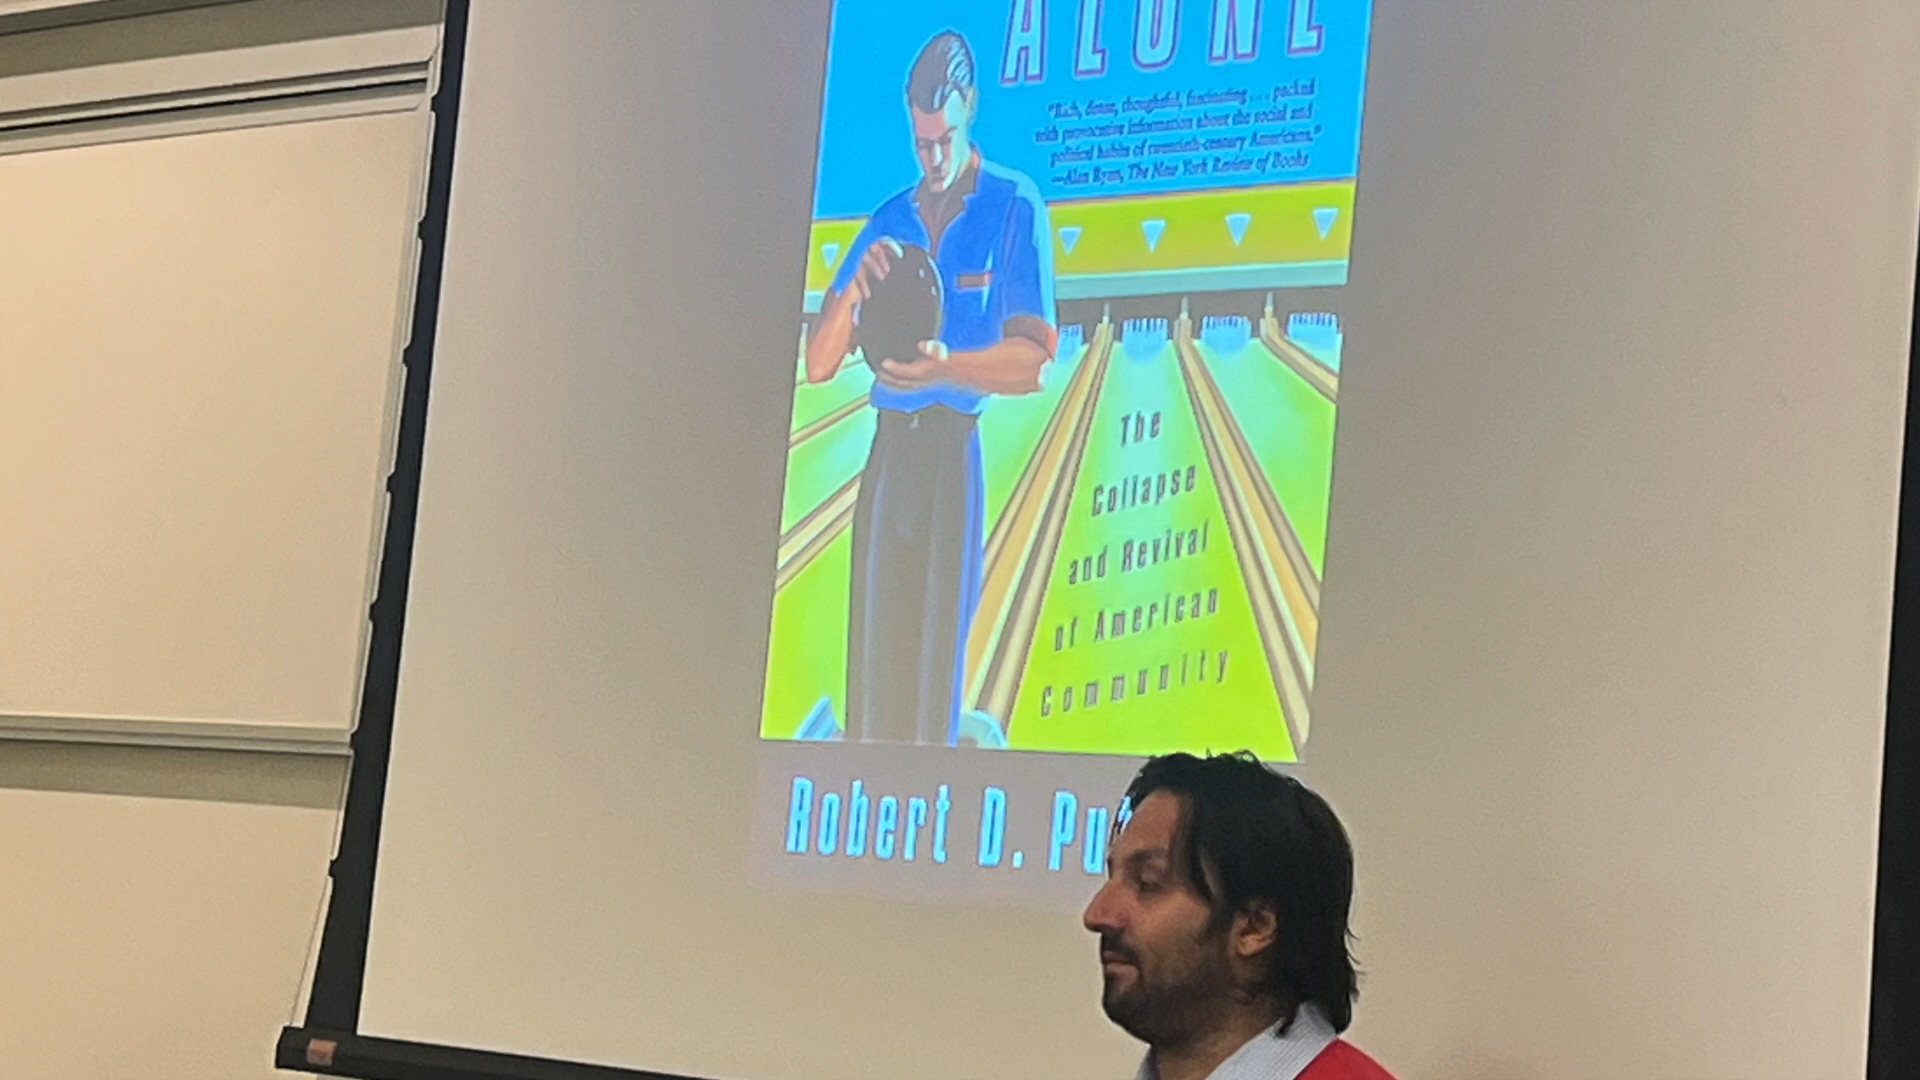 ALONE
"Rich, dense, thoughtful, fascinating . . . packed
with provocative information about the social and
political habits of twentieth-century Americans."
—Alan Ryan, The New York Review of Books
The
Collapse
and Revival
of American
Community
Robert D. Pu